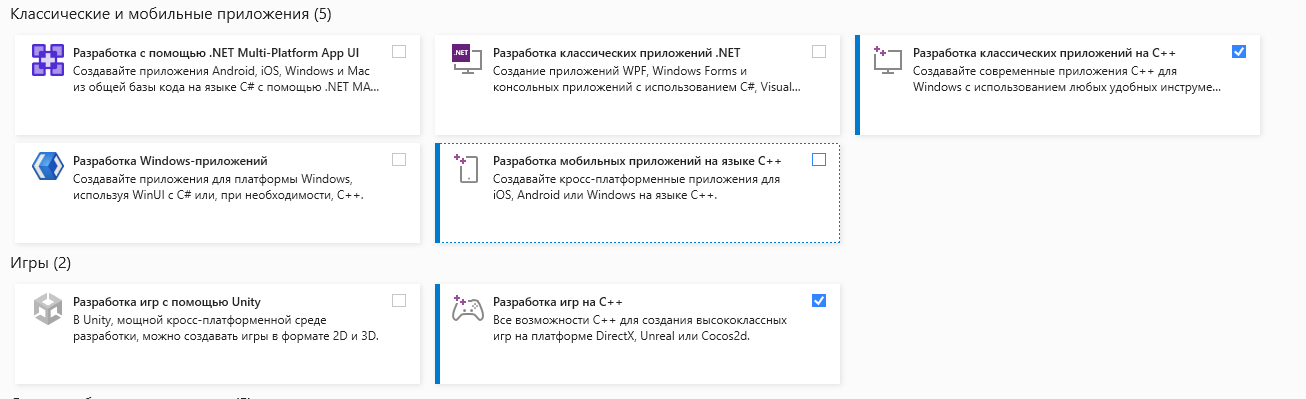 Классические и мобильные приложения (5)
Разработка с помощью .NET Multi-Platform App UI
Создавайте приложения Android, iOS, Windows и Mac
из общей базы кода на языке C# с помощью .NET MA...
.NET
Разработка классических приложений .NET
Создание приложений WPF, Windows Forms и
консольных приложений с использованием C#, Visual...
Разработка классических приложений на C++
Создавайте современные приложения C++ для
Windows с использованием любых удобных инструме...
Разработка Windows-приложений
Создавайте приложения для платформы Windows,
используя WinUI с C# или, при необходимости, C++.
Разработка мобильных приложений на языке C++
Создавайте кросс-платформенные приложения для
iOS, Android или Windows на языке C++.
Игры (2)
Разработка игр с помощью Unity
В Unity, мощной кросс-платформенной среде
разработки, можно создавать игры в формате 2D и 3D.
Разработка игр на C++
Все возможности C++ для создания высококлассных
игр на платформе DirectX, Unreal или Cocos2d.